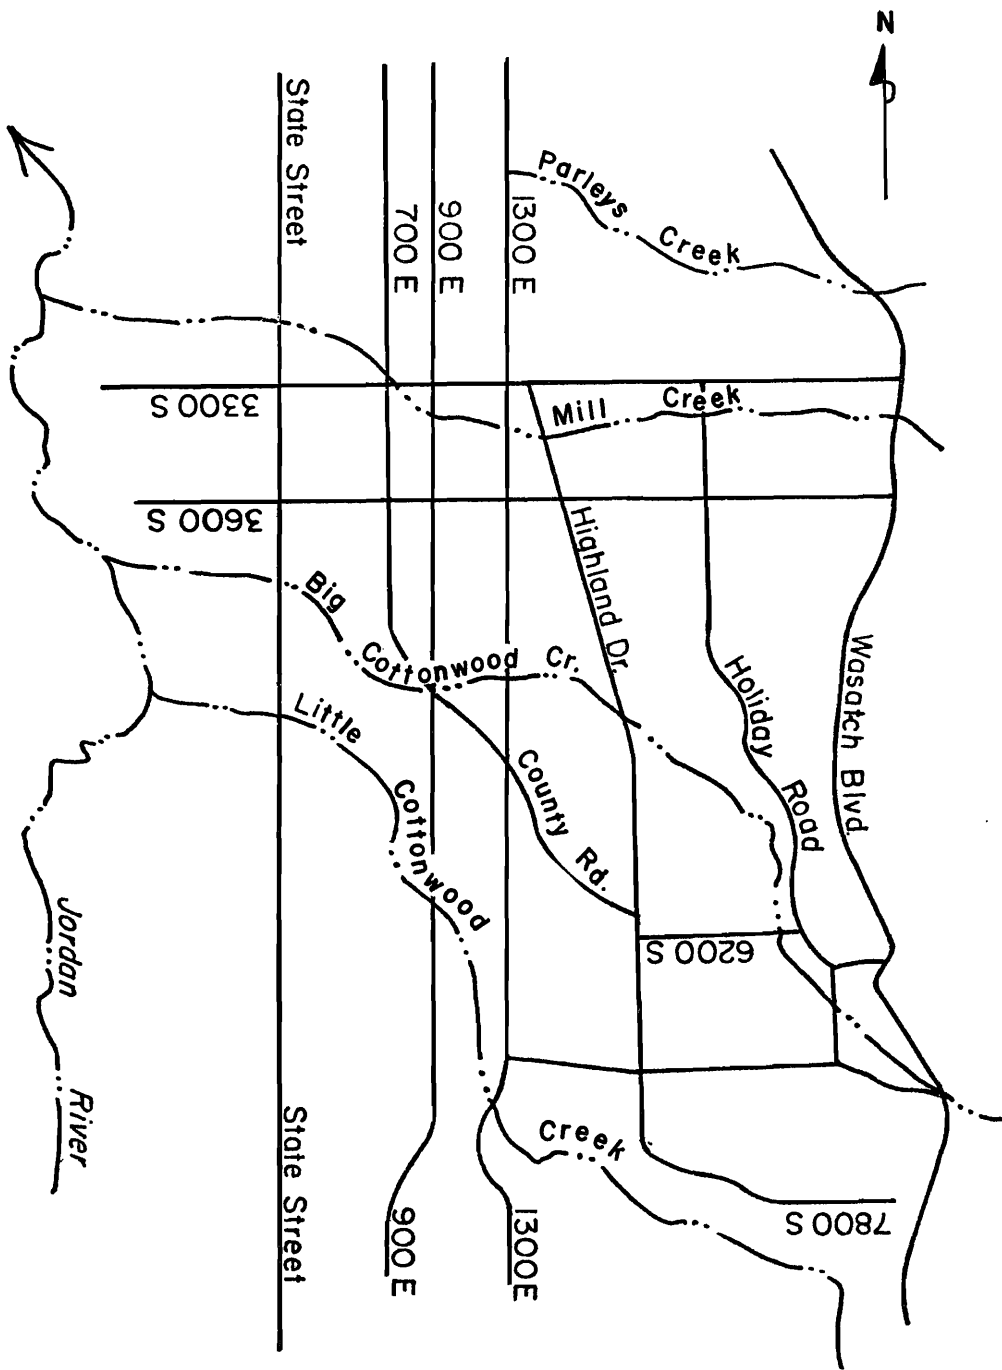 N
State Street
700 E
900 E
1300 E
Parleys Creek
3300 S
Mill Creek
3600 S
Highland Dr.
Big Cottonwood Cr.
Holiday Road
Wasatch Blvd.
Little Cottonwood Creek
County Rd.
6200 S
Jordan River
State Street
900 E
1300 E
7800 S